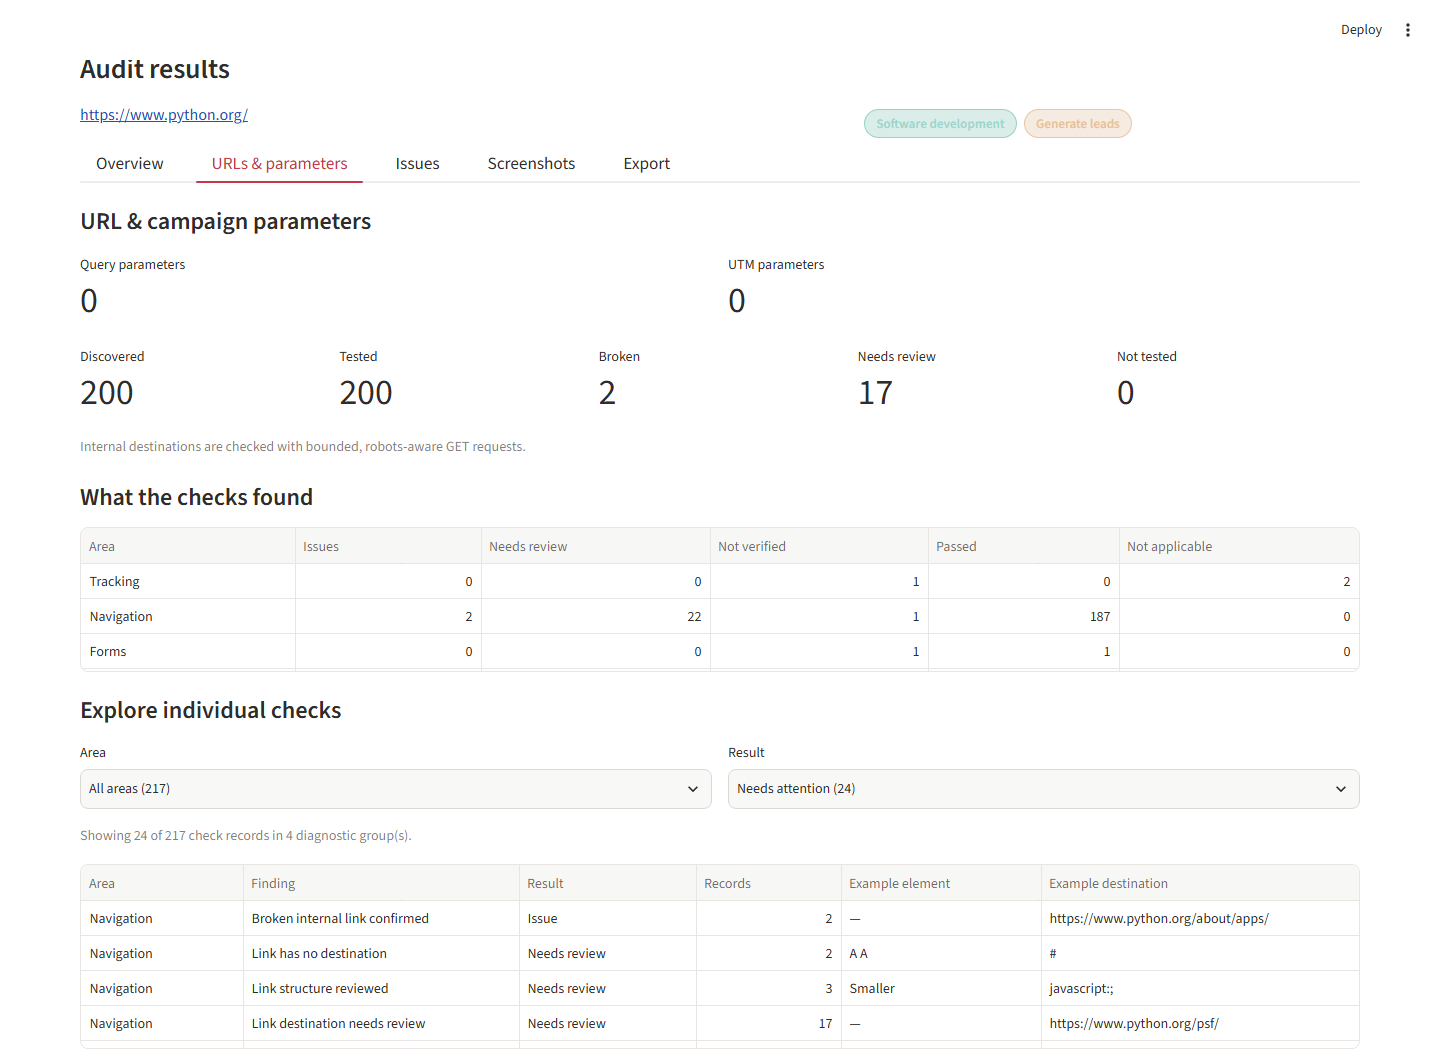 Deploy
Audit results
https://www.python.org/
Software development Generate leads
Overview URLs & parameters Issues Screenshots Export
URL & campaign parameters
Query parameters UTM parameters
0 0
Discovered Tested Broken Needs review Not tested
200 200 2 17 0
Internal destinations are checked with bounded, robots-aware GET requests.
What the checks found
Area Issues Needs review Not verified Passed Not applicable
Tracking 0 0 1 0 2
Navigation 2 22 1 187 0
Forms 0 0 1 1 0
Explore individual checks
Area Result
All areas (217) Needs attention (24)
Showing 24 of 217 check records in 4 diagnostic group(s).
Area Finding Result Records Example element Example destination
Navigation Broken internal link confirmed Issue 2 — https://www.python.org/about/apps/
Navigation Link has no destination Needs review 2 A A #
Navigation Link structure reviewed Needs review 3 Smaller javascript:;
Navigation Link destination needs review Needs review 17 — https://www.python.org/psf/